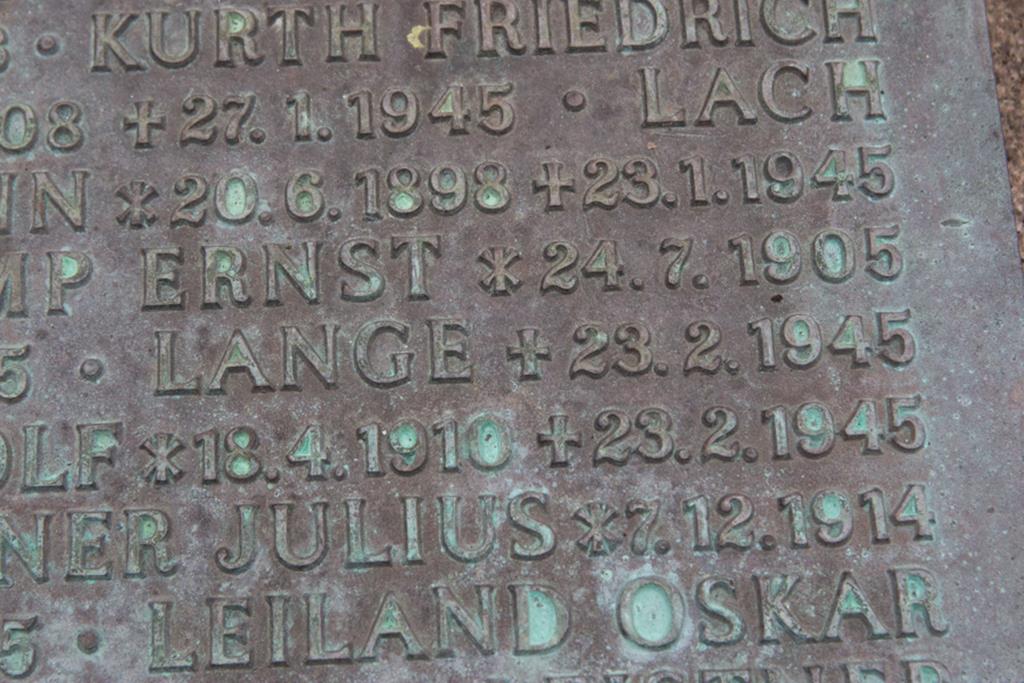 · KURTH FRIEDRICH
08 ✝ 27. 1. 1945 · LACH
NN * 20. 6. 1898 ✝ 23. 1. 1945
MP ERNST * 24. 7. 1905
5 · LANGE ✝ 23. 2. 1945
OLF * 18. 4. 1910 ✝ 23. 2. 1945
NER JULIUS * 7. 12. 1914
5 · LEILAND OSKAR